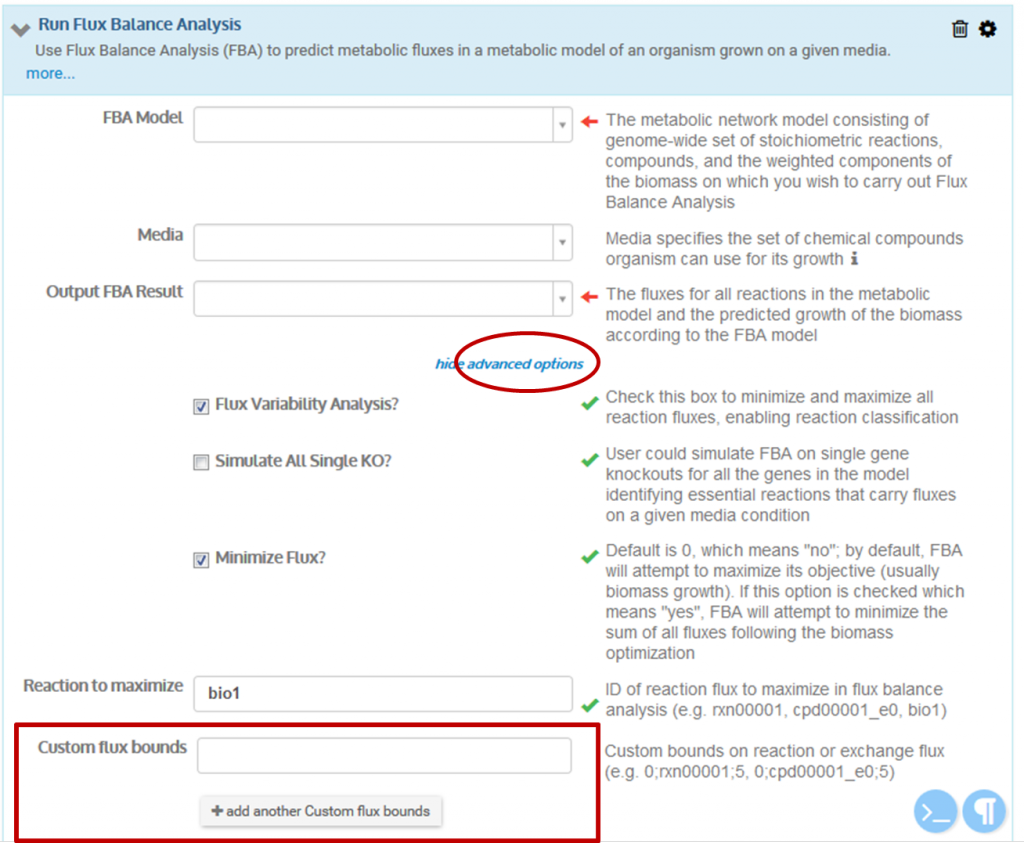 Run Flux Balance Analysis
Use Flux Balance Analysis (FBA) to predict metabolic fluxes in a metabolic model of an organism grown on a given media.
more...
FBA Model
The metabolic network model consisting of
genome-wide set of stoichiometric reactions,
compounds, and the weighted components of
the biomass on which you wish to carry out Flux
Balance Analysis
Media
Media specifies the set of chemical compounds
organism can use for its growth
Output FBA Result
The fluxes for all reactions in the metabolic
model and the predicted growth of the biomass
according to the FBA model
hide advanced options
Flux Variability Analysis?
Check this box to minimize and maximize all
reaction fluxes, enabling reaction classification
Simulate All Single KO?
User could simulate FBA on single gene
knockouts for all the genes in the model
identifying essential reactions that carry fluxes
on a given media condition
Minimize Flux?
Default is 0, which means "no"; by default, FBA
will attempt to maximize its objective (usually
biomass growth). If this option is checked which
means "yes", FBA will attempt to minimize the
sum of all fluxes following the biomass
optimization
Reaction to maximize
bio1
ID of reaction flux to maximize in flux balance
analysis (e.g. rxn00001, cpd00001_e0, bio1)
Custom flux bounds
Custom bounds on reaction or exchange flux
(e.g. 0;rxn00001;5, 0;cpd00001_e0;5)
+ add another Custom flux bounds